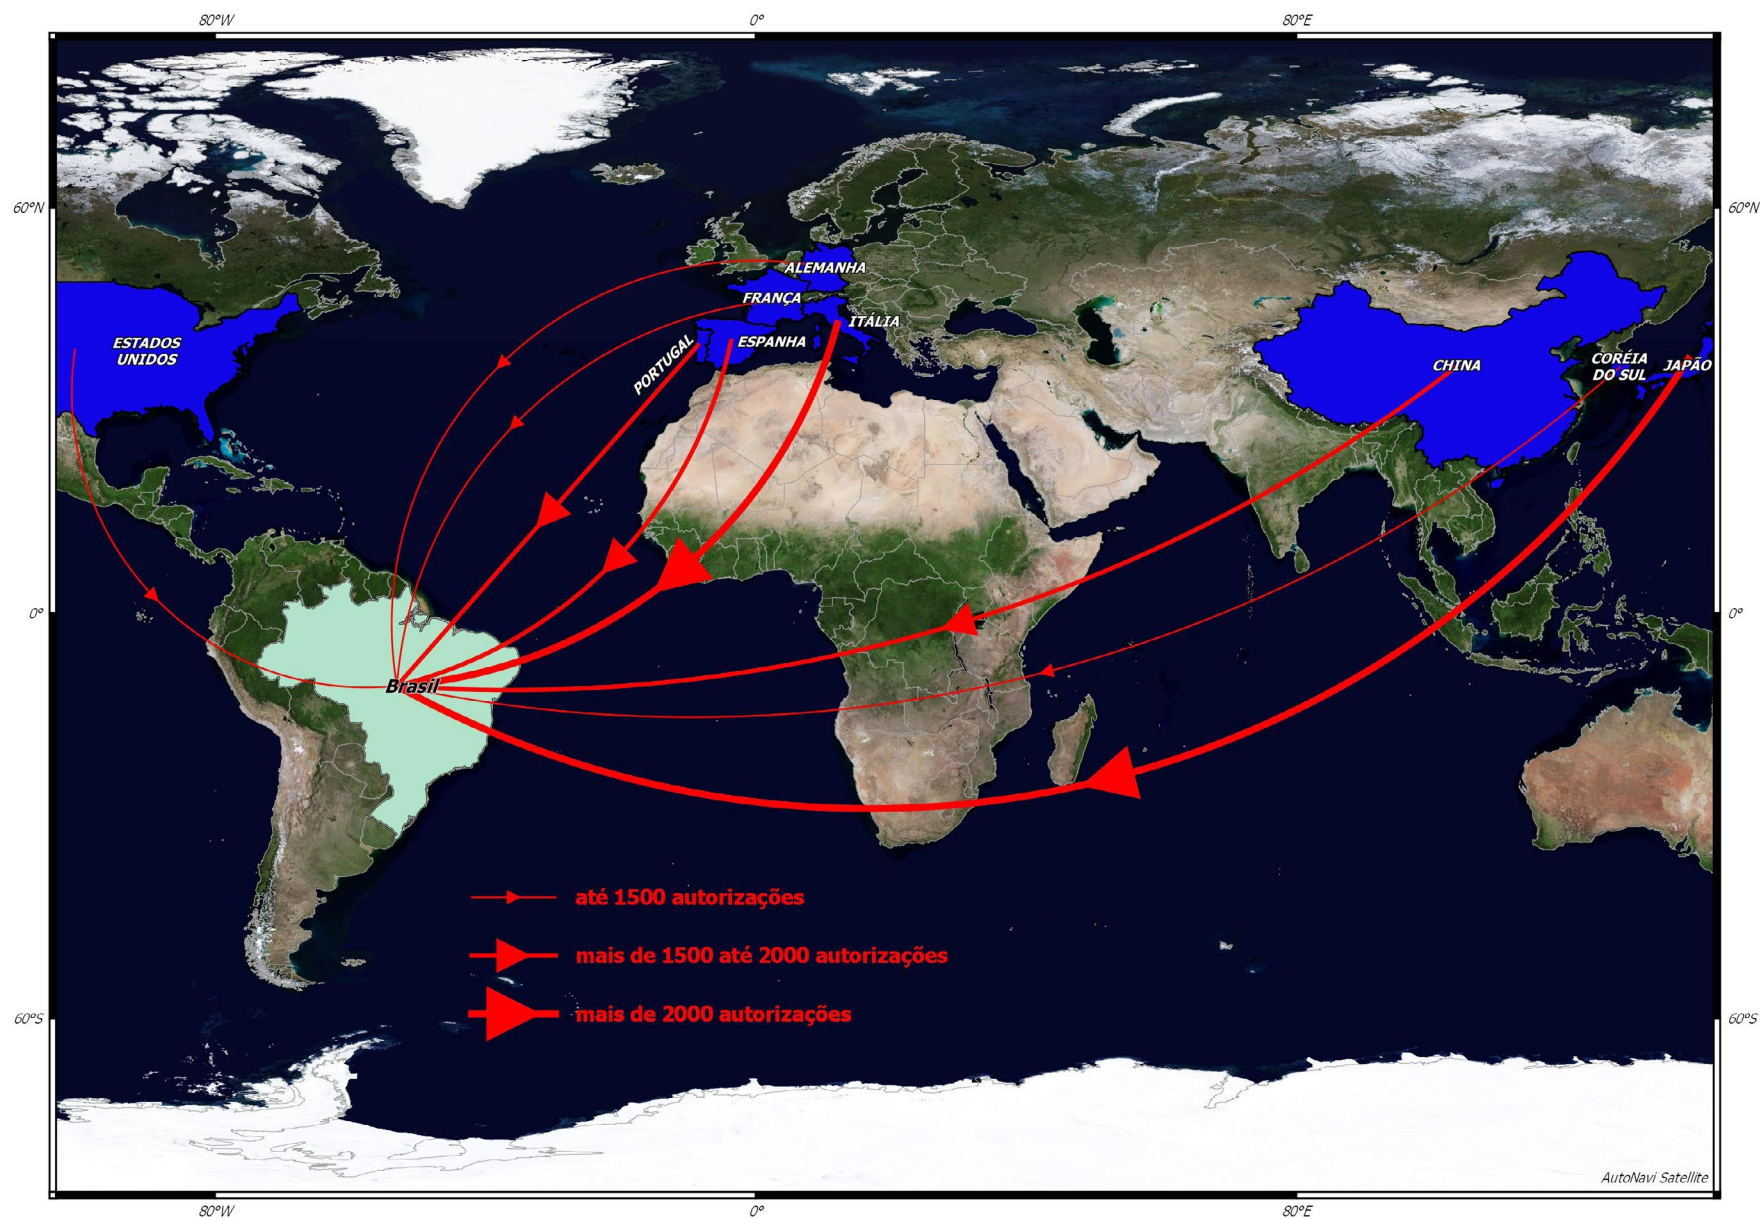 80°W 0° 80°E
60°N 60°N
ALEMANHA
FRANÇA
ITÁLIA
ESTADOS
UNIDOS
PORTUGAL
ESPANHA
CHINA
CORÉIA
DO SUL
JAPÃO
0° 0°
Brasil
até 1500 autorizações
mais de 1500 até 2000 autorizações
mais de 2000 autorizações
60°S 60°S
AutoNavi Satellite
80°W 0° 80°E